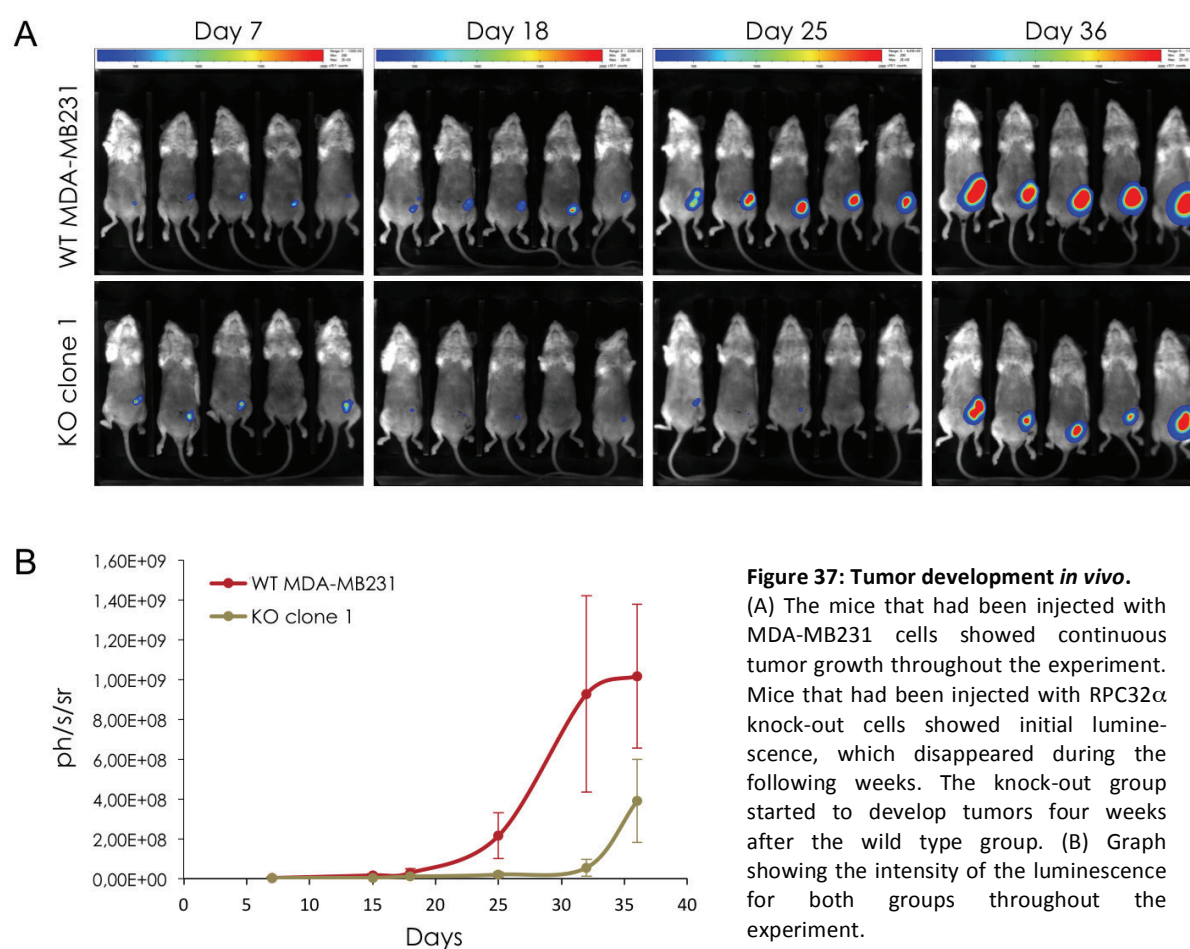 A
Day 7
Day 18
Day 25
Day 36
WT MDA-MB231
KO clone 1
B
1,60E+09
1,40E+09
1,20E+09
1,00E+09
8,00E+08
6,00E+08
4,00E+08
2,00E+08
0,00E+00
ph/s/sr
WT MDA-MB231
KO clone 1
0 5 10 15 20 25 30 35 40
Days
Figure 37: Tumor development in vivo.
(A) The mice that had been injected with
MDA-MB231 cells showed continuous
tumor growth throughout the experiment.
Mice that had been injected with RPC32α
knock-out cells showed initial lumine-
scence, which disappeared during the
following weeks. The knock-out group
started to develop tumors four weeks
after the wild type group. (B) Graph
showing the intensity of the luminescence
for both groups throughout the
experiment.